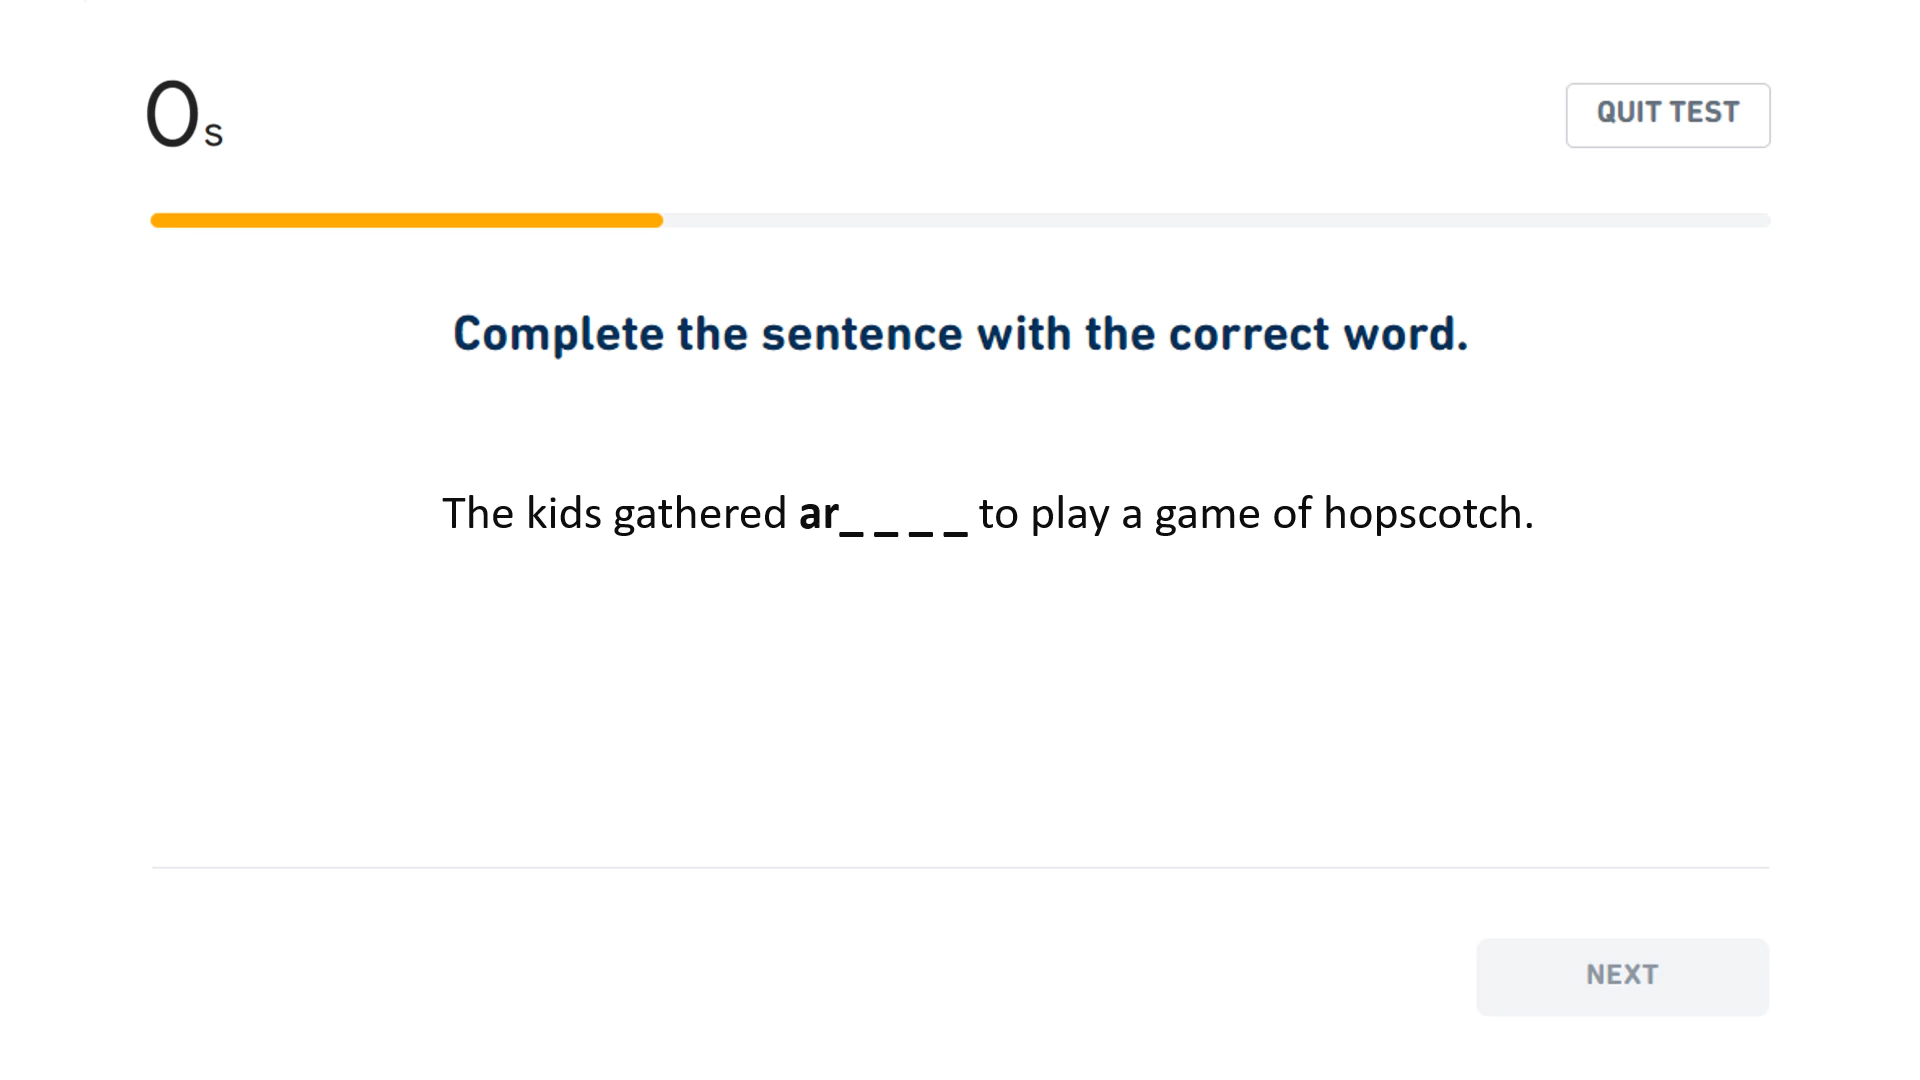 0s
QUIT TEST
Complete the sentence with the correct word.
The kids gathered ar_ _ _ _ to play a game of hopscotch.
NEXT